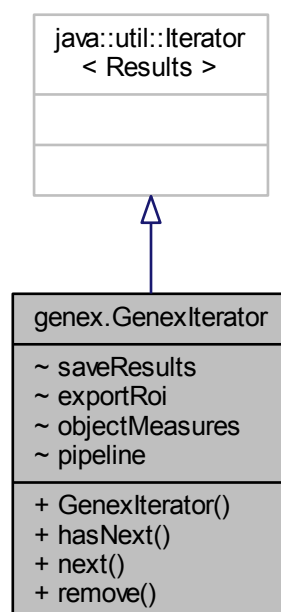 java::util::Iterator
< Results >
genex.GenexIterator
~ saveResults
~ exportRoi
~ objectMeasures
~ pipeline
+ GenexIterator()
+ hasNext()
+ next()
+ remove()